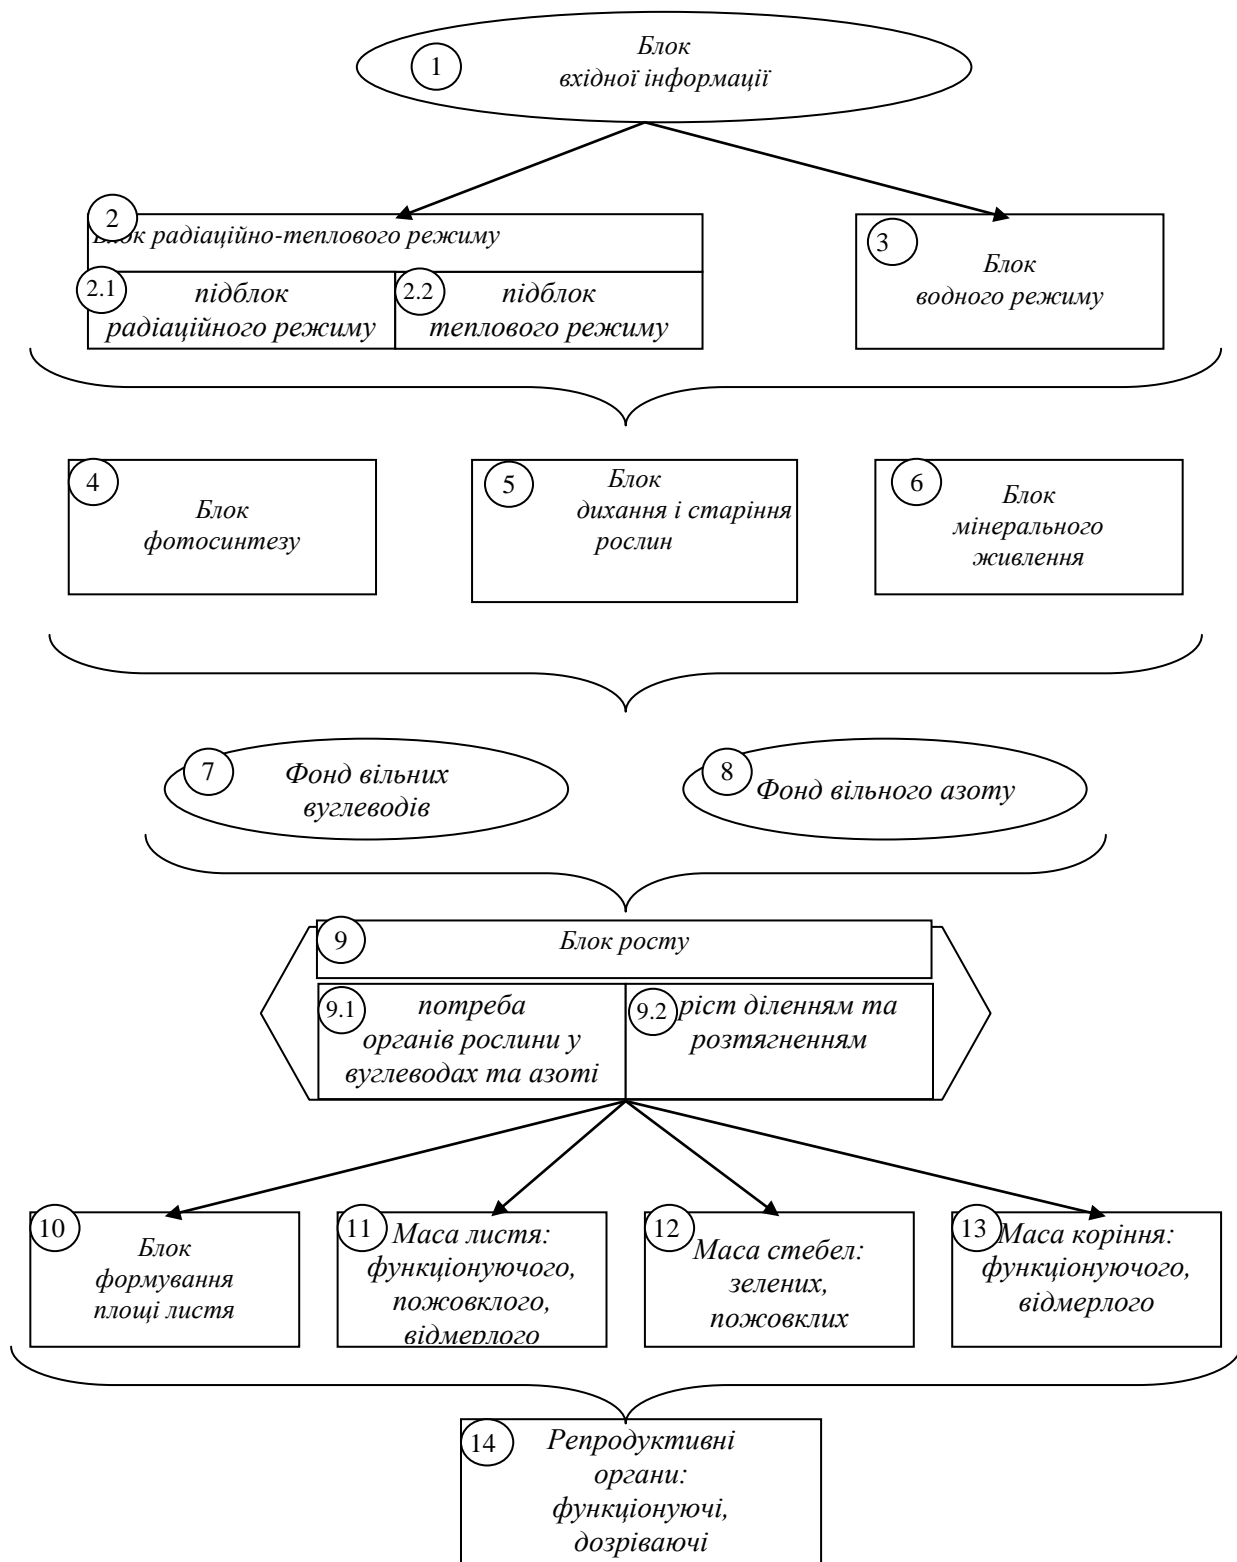 1
Блок
вхідної інформації
2
Блок радіаційно-теплового режиму
2.1
підблок
радіаційного режиму
2.2
підблок
теплового режиму
3
Блок
водного режиму
4
Блок
фотосинтезу
5
Блок
дихання і старіння
рослин
6
Блок
мінерального
живлення
7
Фонд вільних
вуглеводів
8
Фонд вільного азоту
9
Блок росту
9.1
потреба
органів рослини у
вуглеводах та азоті
9.2
ріст діленням та
розтягненням
10
Блок
формування
площі листя
11
Маса листя:
функціонуючого,
пожовклого,
відмерлого
12
Маса стебел:
зелених,
пожовклих
13
Маса коріння:
функціонуючого,
відмерлого
14
Репродуктивні
органи:
функціонуючі,
дозріваючі